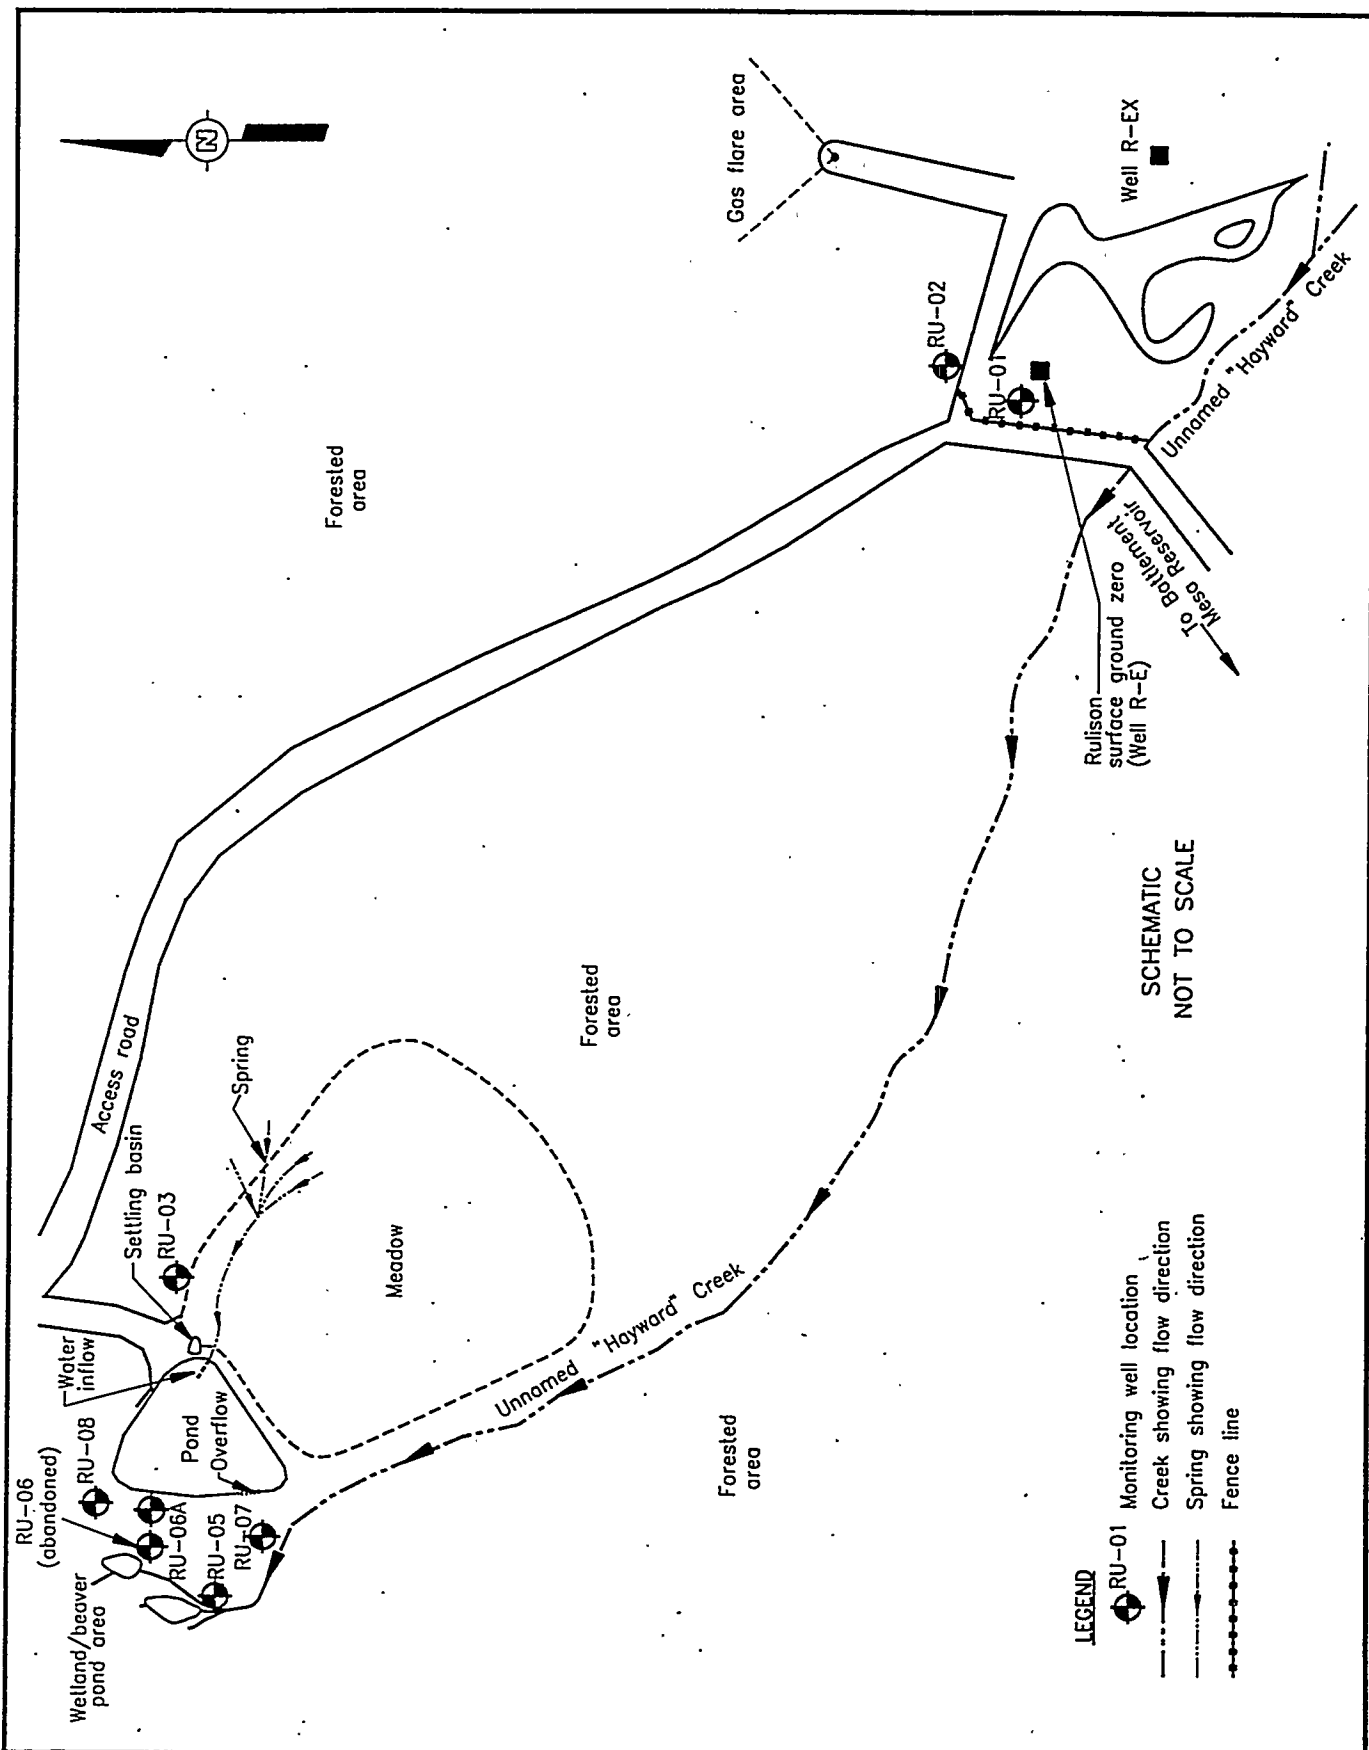 RU-06
(abandoned)
Wetland/beaver
pond area
RU-08
Water
inflow
RU-06A
RU-05
RU-07
Pond
Overflow
Settling basin
RU-03
Access road
Spring
Meadow
Forested
area
Forested
area
Forested
area
Unnamed "Hayward" Creek
N
Gas flare area
RU-02
RU-01
Well R-EX
Unnamed "Hayward" Creek
To Battlement
Mesa Reservoir
Rulison
surface ground zero
(Well R-E)
SCHEMATIC
NOT TO SCALE
LEGEND
RU-01 Monitoring well location
Creek showing flow direction
Spring showing flow direction
Fence line